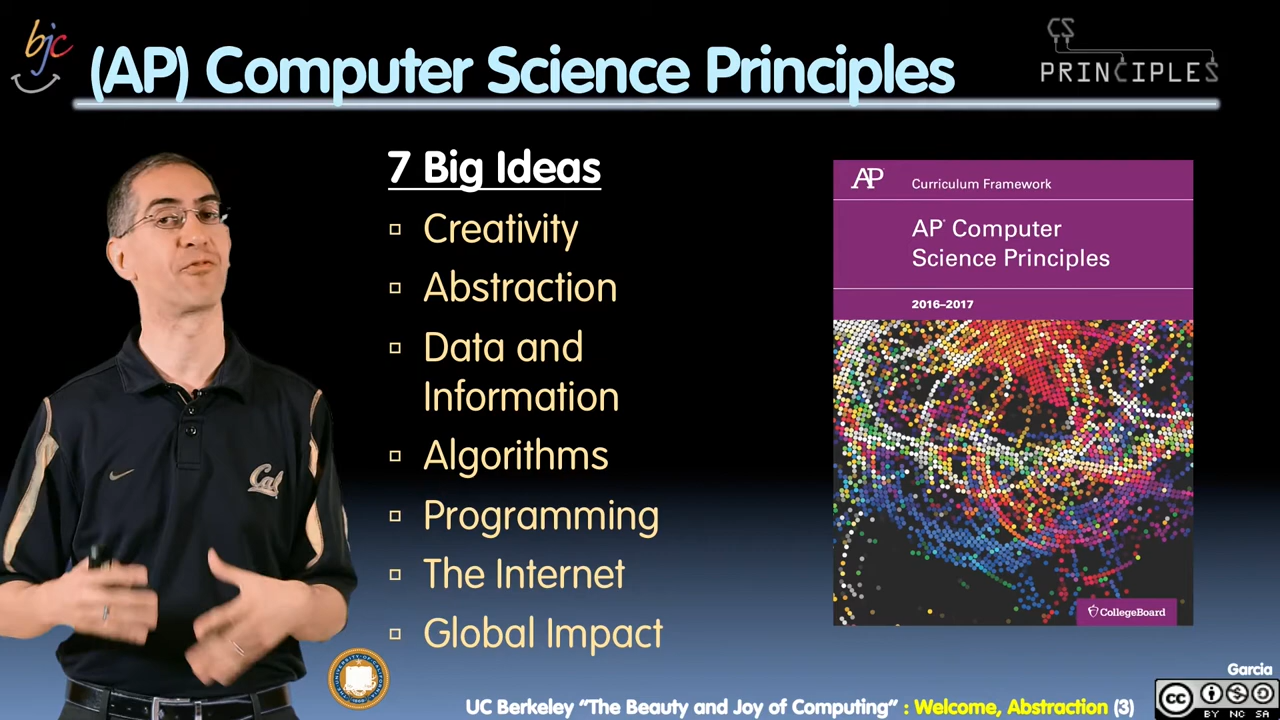 bjc
(AP) Computer Science Principles
CS
PRINCIPLES
7 Big Ideas
Creativity
Abstraction
Data and
Information
Algorithms
Programming
The Internet
Global Impact
AP Curriculum Framework
AP® Computer
Science Principles
2016–2017
CollegeBoard
Cal
Garcia
UC Berkeley “The Beauty and Joy of Computing” : Welcome, Abstraction (3)
cc
BY NC SA